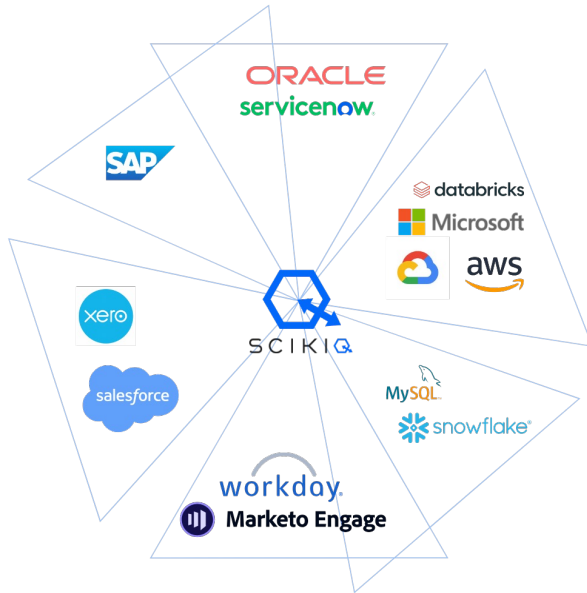 ORACLE
servicenow
SAP
databricks
Microsoft
aws
xero
SCIKIQ
MySQL
salesforce
snowflake
workday
Marketo Engage